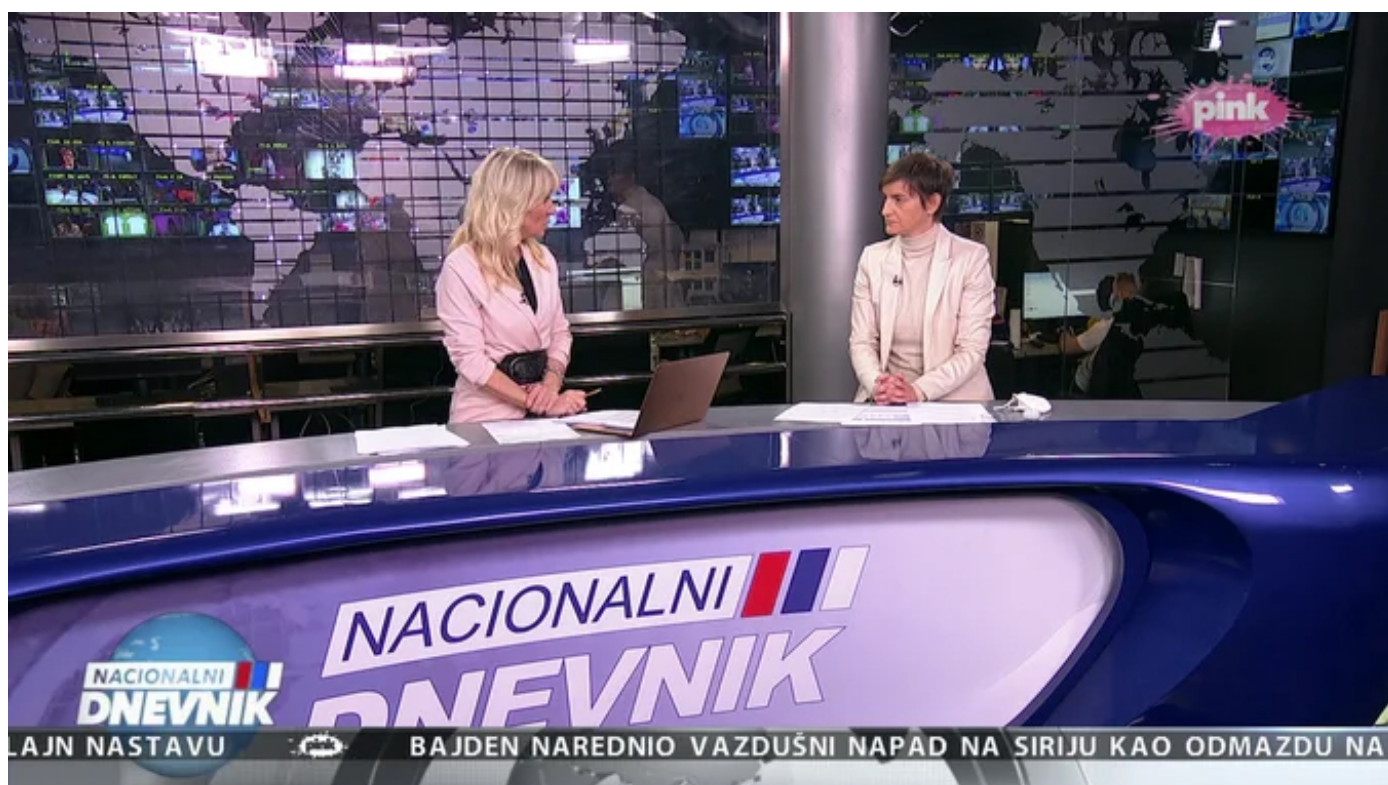 pink
NACIONALNI
DNEVNIK
NACIONALNI
DNEVNIK
LAJN NASTAVU
BAJDEN NAREDNIO VAZDUŠNI NAPAD NA SIRIJU KAO ODMAZDU NA